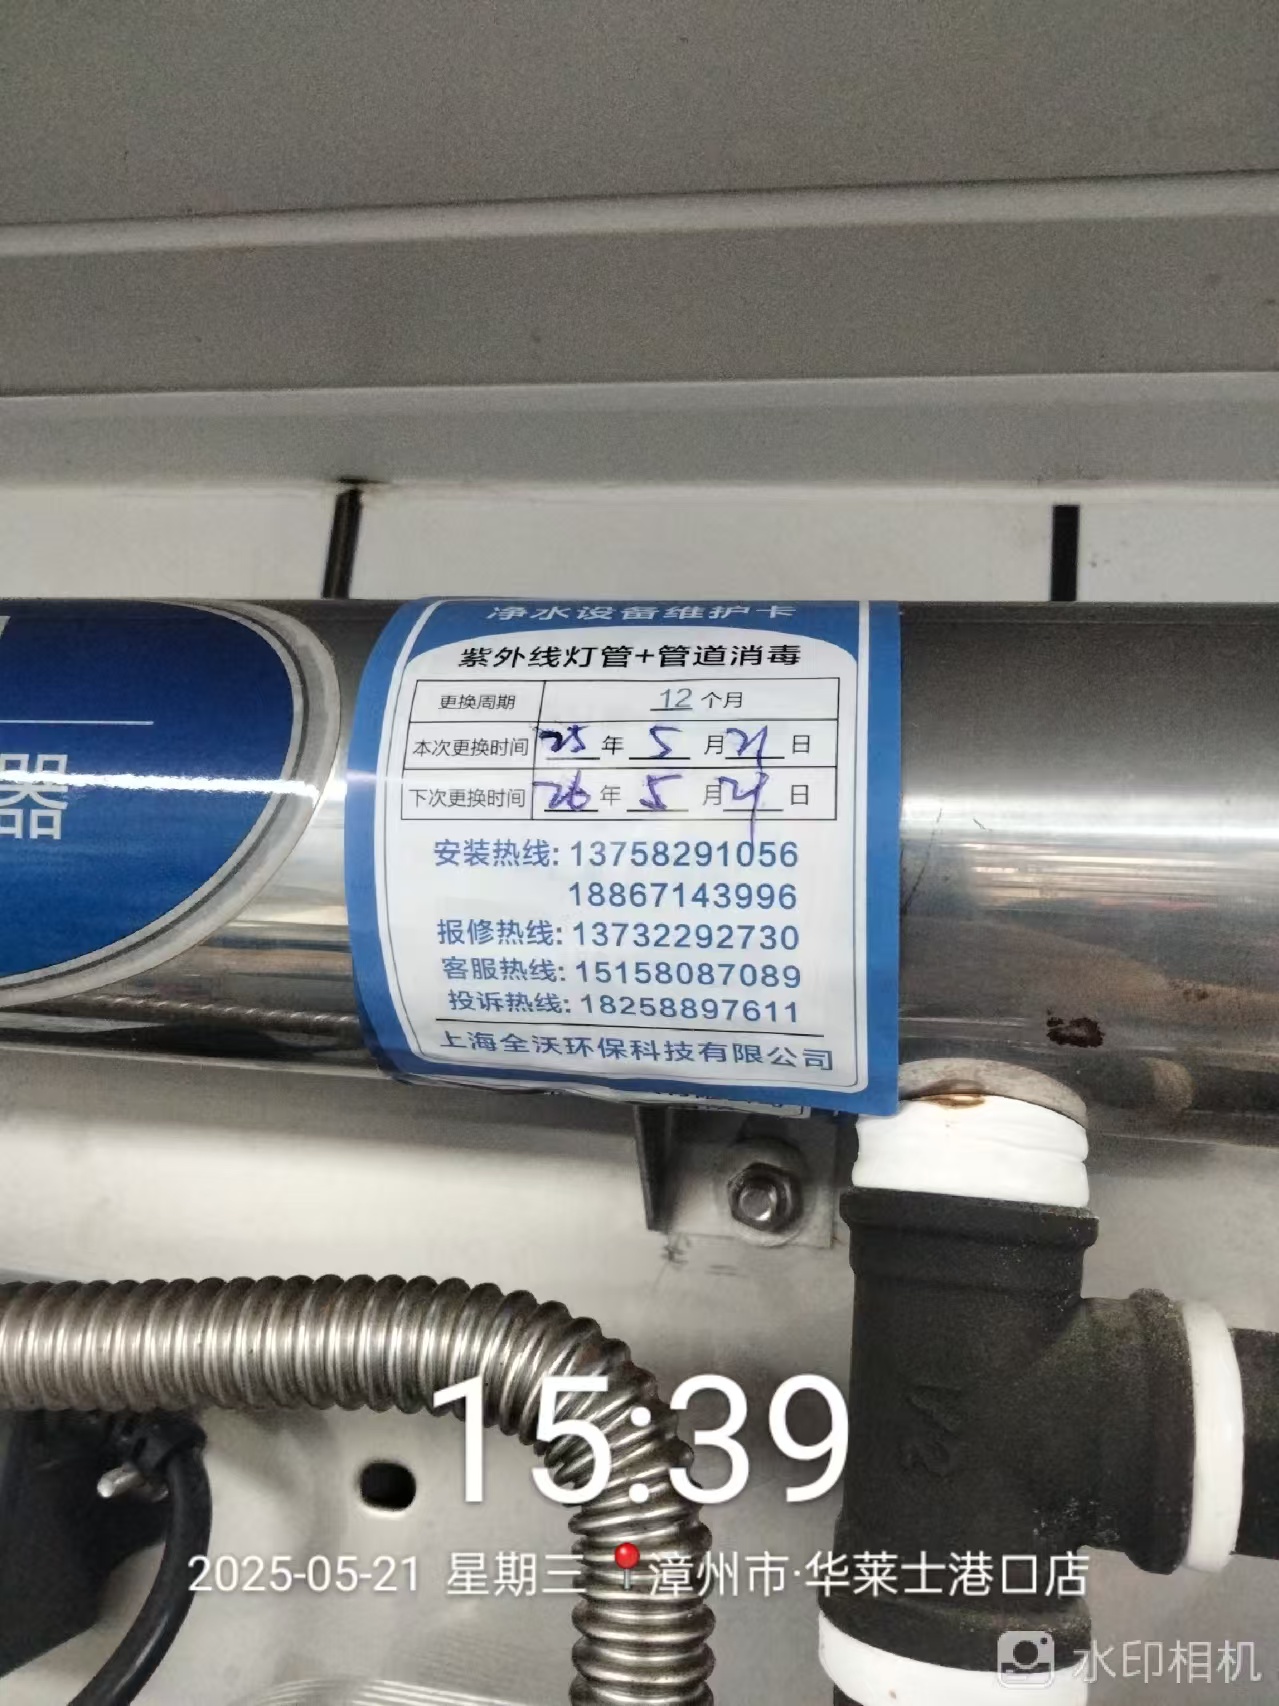 器
净水设备维护卡
紫外线灯管+管道消毒
更换周期 12 个月
本次更换时间 25 年 5 月 21 日
下次更换时间 26 年 5 月 21 日
安装热线: 13758291056
18867143996
报修热线: 13732292730
客服热线: 15158087089
投诉热线: 18258897611
上海全沃环保科技有限公司
15:39
2025-05-21 星期三 漳州市·华莱士港口店
水印相机